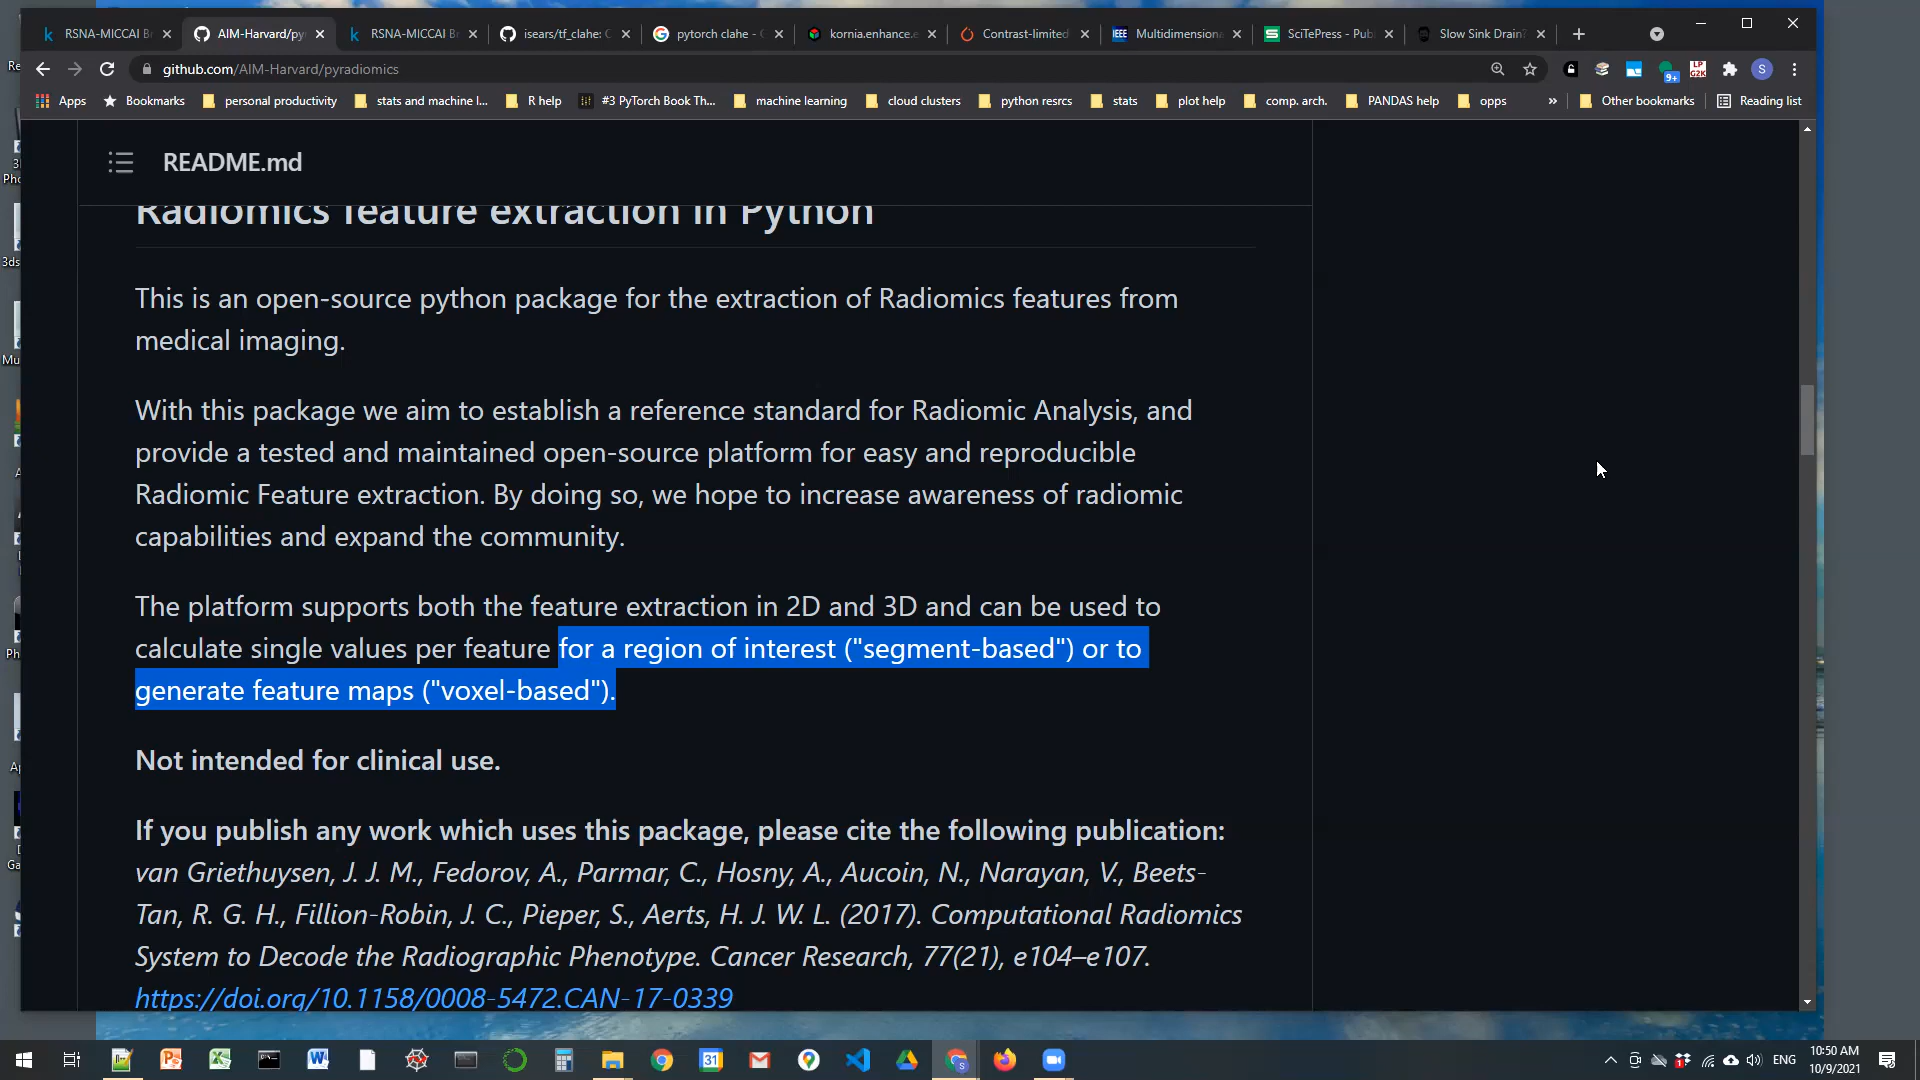 RSNA-MICCAI Br
AIM-Harvard/py
RSNA-MICCAI Br
isears/tf_clahe: C
pytorch clahe - G
kornia.enhance.e
Contrast-limited
IEEE Multidimensiona
SciTePress - Pub
Slow Sink Drain?
github.com/AIM-Harvard/pyradiomics
9+
LP G2K
S
Apps
Bookmarks
personal productivity
stats and machine l...
R help
#3 PyTorch Book Th...
machine learning
cloud clusters
python resrcs
stats
plot help
comp. arch.
PANDAS help
opps
»
Other bookmarks
Reading list
README.md
Radiomics feature extraction in Python
This is an open-source python package for the extraction of Radiomics features from
medical imaging.
With this package we aim to establish a reference standard for Radiomic Analysis, and
provide a tested and maintained open-source platform for easy and reproducible
Radiomic Feature extraction. By doing so, we hope to increase awareness of radiomic
capabilities and expand the community.
The platform supports both the feature extraction in 2D and 3D and can be used to
calculate single values per feature for a region of interest ("segment-based") or to
generate feature maps ("voxel-based").
Not intended for clinical use.
If you publish any work which uses this package, please cite the following publication:
van Griethuysen, J. J. M., Fedorov, A., Parmar, C., Hosny, A., Aucoin, N., Narayan, V., Beets-
Tan, R. G. H., Fillion-Robin, J. C., Pieper, S., Aerts, H. J. W. L. (2017). Computational Radiomics
System to Decode the Radiographic Phenotype. Cancer Research, 77(21), e104–e107.
https://doi.org/10.1158/0008-5472.CAN-17-0339
ENG
10:50 AM
10/9/2021